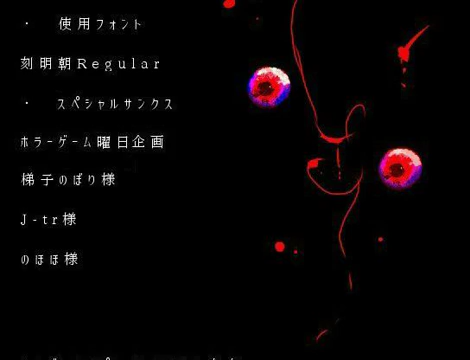 ・ 使用フォント
刻明朝Regular
・ スペシャルサンクス
ホラーゲーム曜日企画
梯子のぼり様
J-tr様
のほほ様